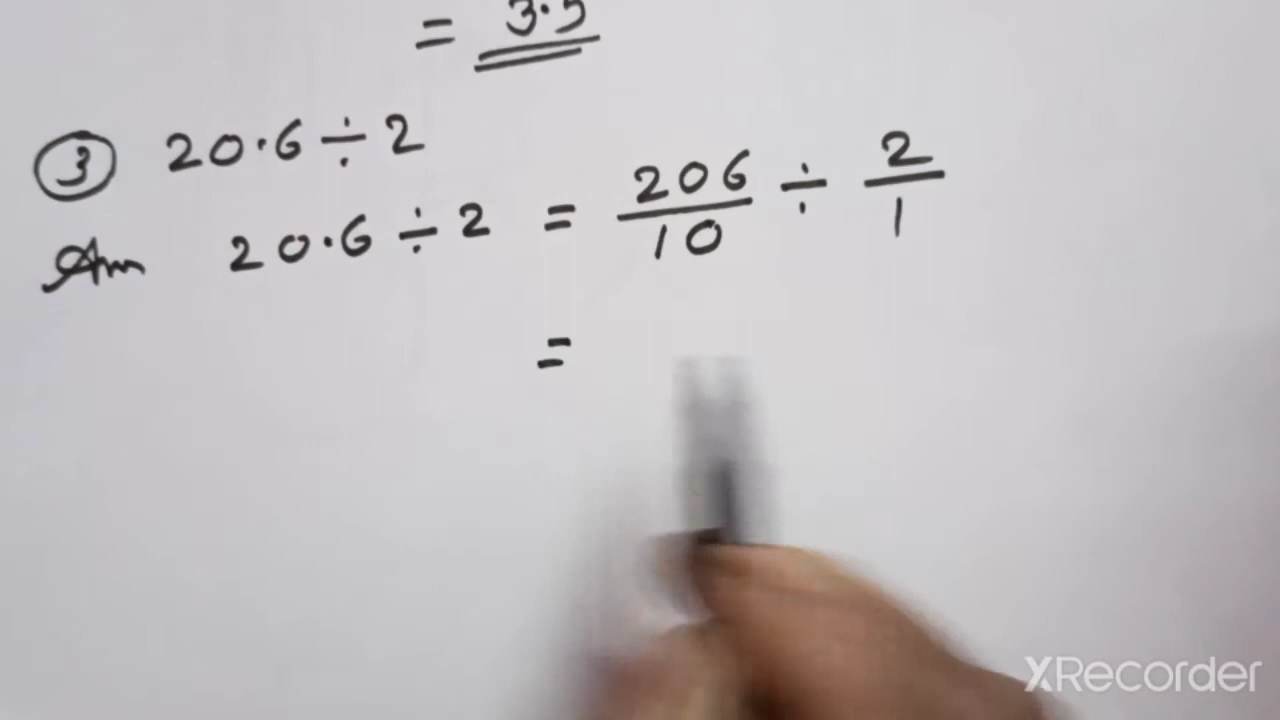 = 3.5
3 20.6 ÷ 2
Ans 20.6 ÷ 2 = 206/10 ÷ 2/1
=
XRecorder